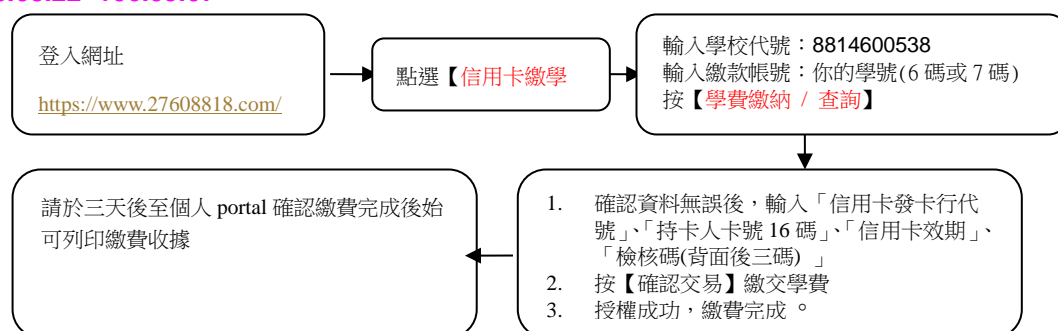 登入網址
https://www.27608818.com/
點選【信用卡繳學
輸入學校代號：8814600538
輸入繳款帳號：你的學號(6 碼或 7 碼)
按【學費繳納 / 查詢】
1. 確認資料無誤後，輸入「信用卡發卡行代
號」、「持卡人卡號 16 碼」、「信用卡效期」、
「檢核碼(背面後三碼) 」
2. 按【確認交易】繳交學費
3. 授權成功，繳費完成 。
請於三天後至個人 portal 確認繳費完成後始
可列印繳費收據